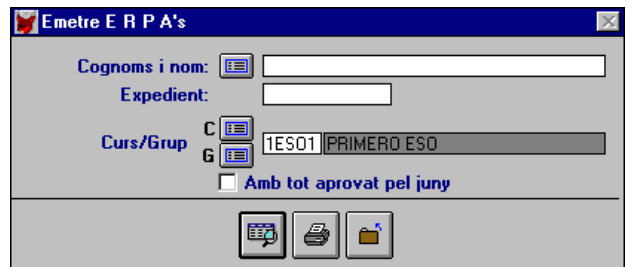 Emetre E R P A's
Cognoms i nom:
Expedient:
Curs/Grup C G 1ESO1 PRIMERO ESO
Amb tot aprovat pel juny